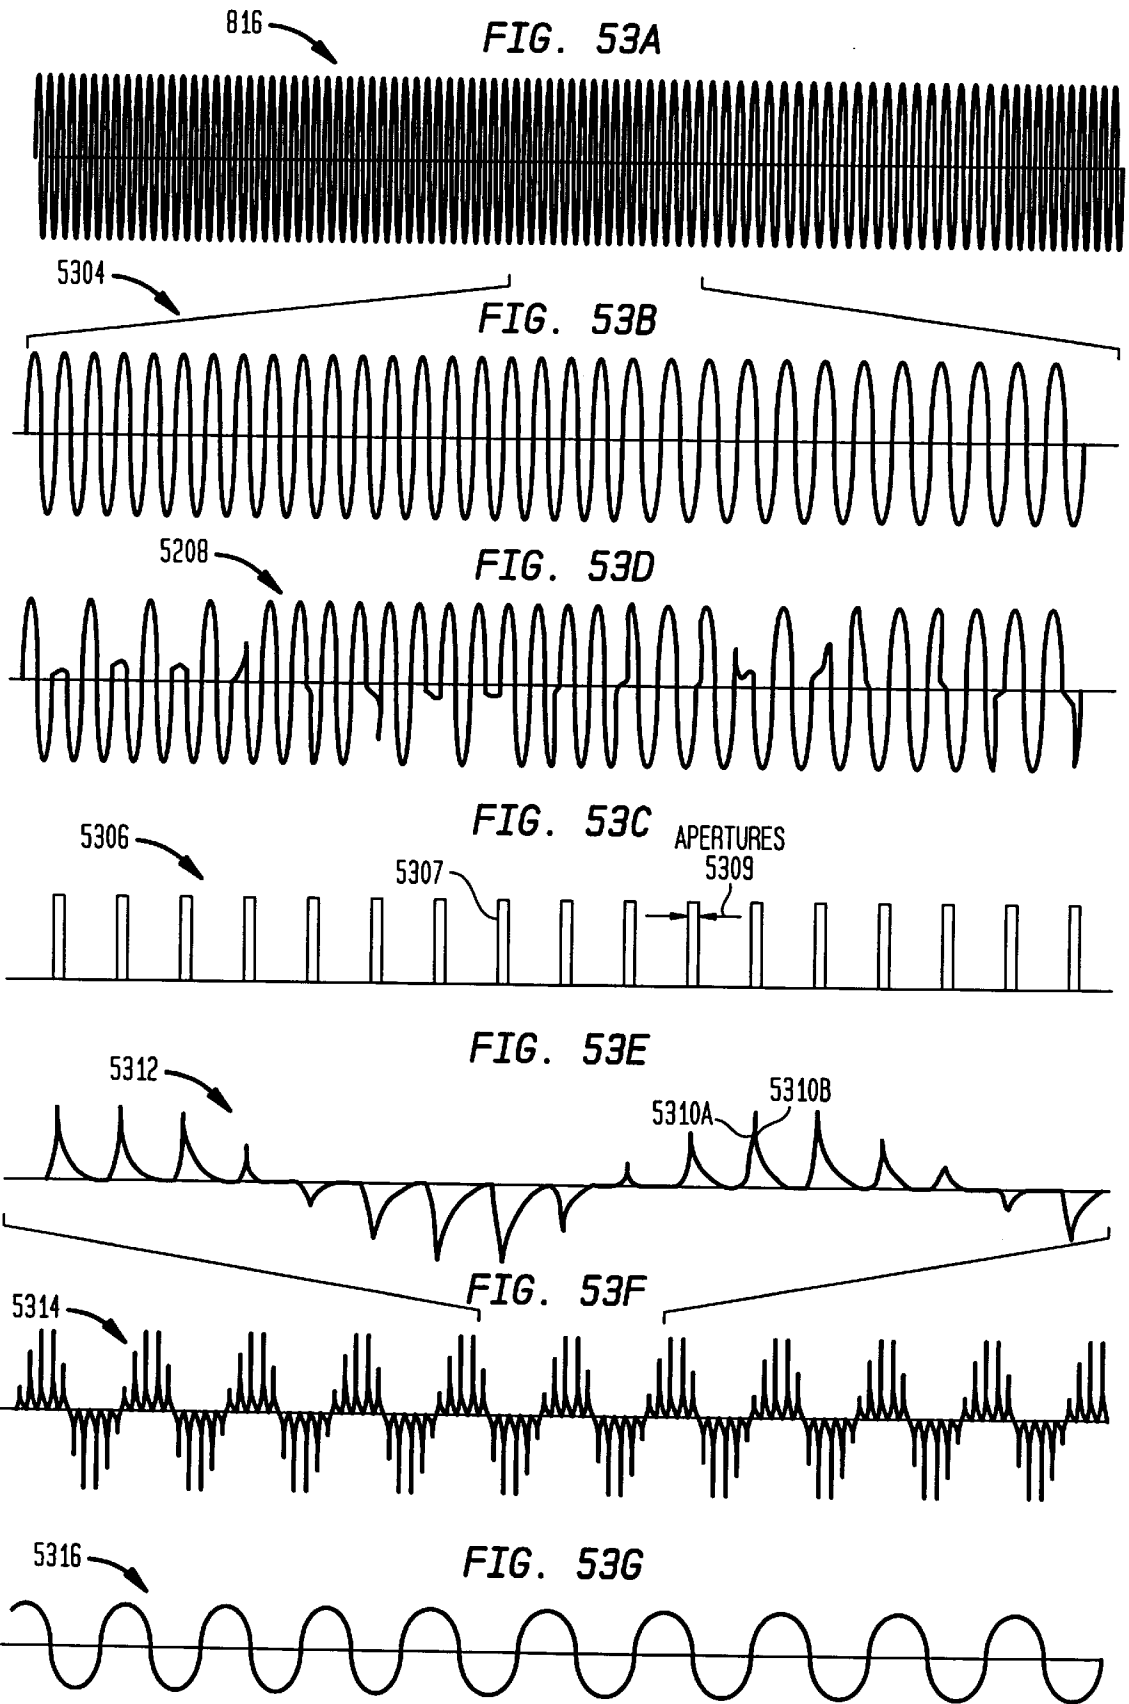 816
FIG. 53A
5304
FIG. 53B
5208
FIG. 53D
FIG. 53C
5306
5307
APERTURES
5309
FIG. 53E
5312
5310A
5310B
FIG. 53F
5314
FIG. 53G
5316